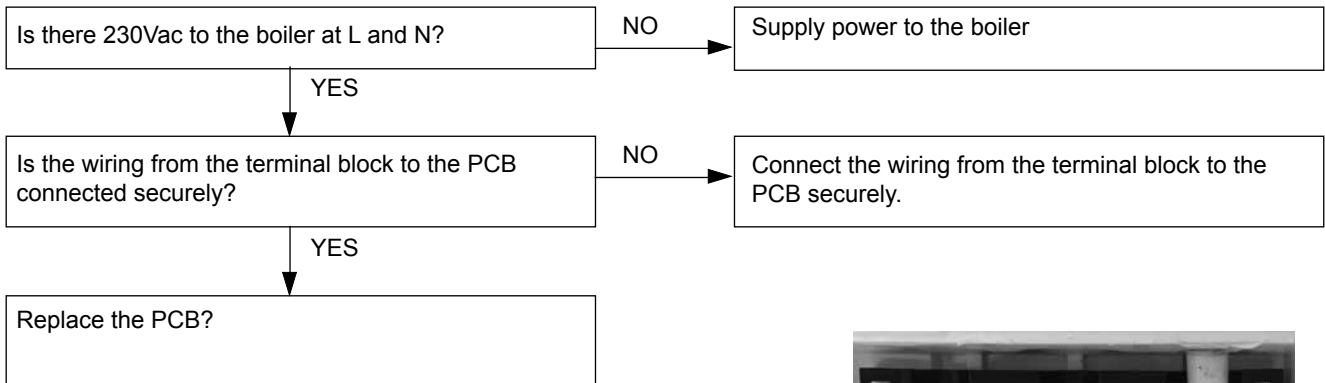 Is there 230Vac to the boiler at L and N?
NO
Supply power to the boiler
YES
Is the wiring from the terminal block to the PCB
connected securely?
NO
Connect the wiring from the terminal block to the
PCB securely.
YES
Replace the PCB?